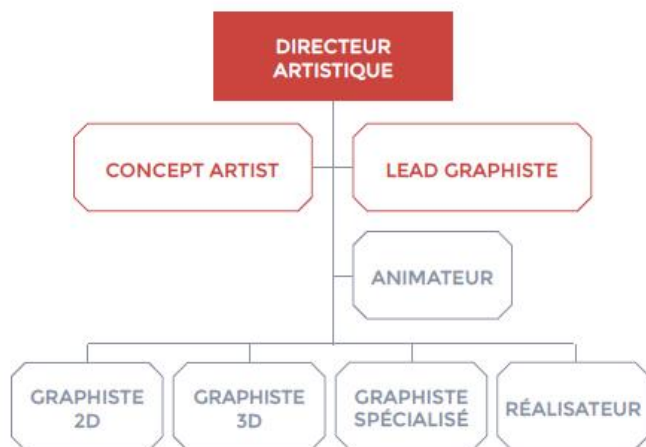 DIRECTEUR
ARTISTIQUE
CONCEPT ARTIST
LEAD GRAPHISTE
ANIMATEUR
GRAPHISTE
2D
GRAPHISTE
3D
GRAPHISTE
SPÉCIALISÉ
RÉALISATEUR